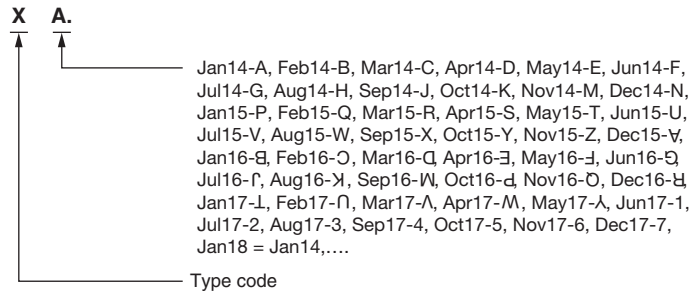 X A.
Jan14-A, Feb14-B, Mar14-C, Apr14-D, May14-E, Jun14-F,
Jul14-G, Aug14-H, Sep14-J, Oct14-K, Nov14-M, Dec14-N,
Jan15-P, Feb15-Q, Mar15-R, Apr15-S, May15-T, Jun15-U,
Jul15-V, Aug15-W, Sep15-X, Oct15-Y, Nov15-Z, Dec15-∀,
Jan16-ᗺ, Feb16-Ɔ, Mar16-ᗡ, Apr16-Ǝ, May16-Ⅎ, Jun16-⅁,
Jul16-ᒋ, Aug16-ꓘ, Sep16-ꟽ, Oct16-Ԁ, Nov16-Ὸ, Dec16-ᖈ,
Jan17-⊥, Feb17-ᑎ, Mar17-Ʌ, Apr17-ʍ, May17-⅄, Jun17-1,
Jul17-2, Aug17-3, Sep17-4, Oct17-5, Nov17-6, Dec17-7,
Jan18 = Jan14,....
Type code